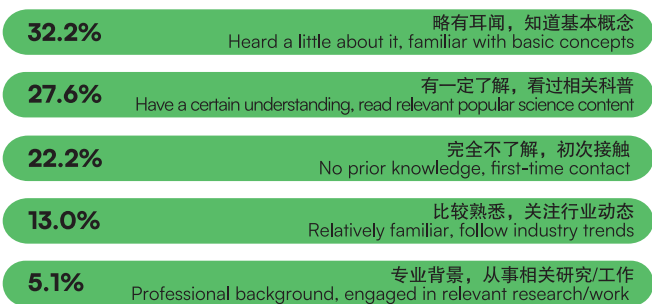 32.2%
略有耳闻，知道基本概念
Heard a little about it, familiar with basic concepts
27.6%
有一定了解，看过相关科普
Have a certain understanding, read relevant popular science content
22.2%
完全不了解，初次接触
No prior knowledge, first-time contact
13.0%
比较熟悉，关注行业动态
Relatively familiar, follow industry trends
5.1%
专业背景，从事相关研究/工作
Professional background, engaged in relevant research/work